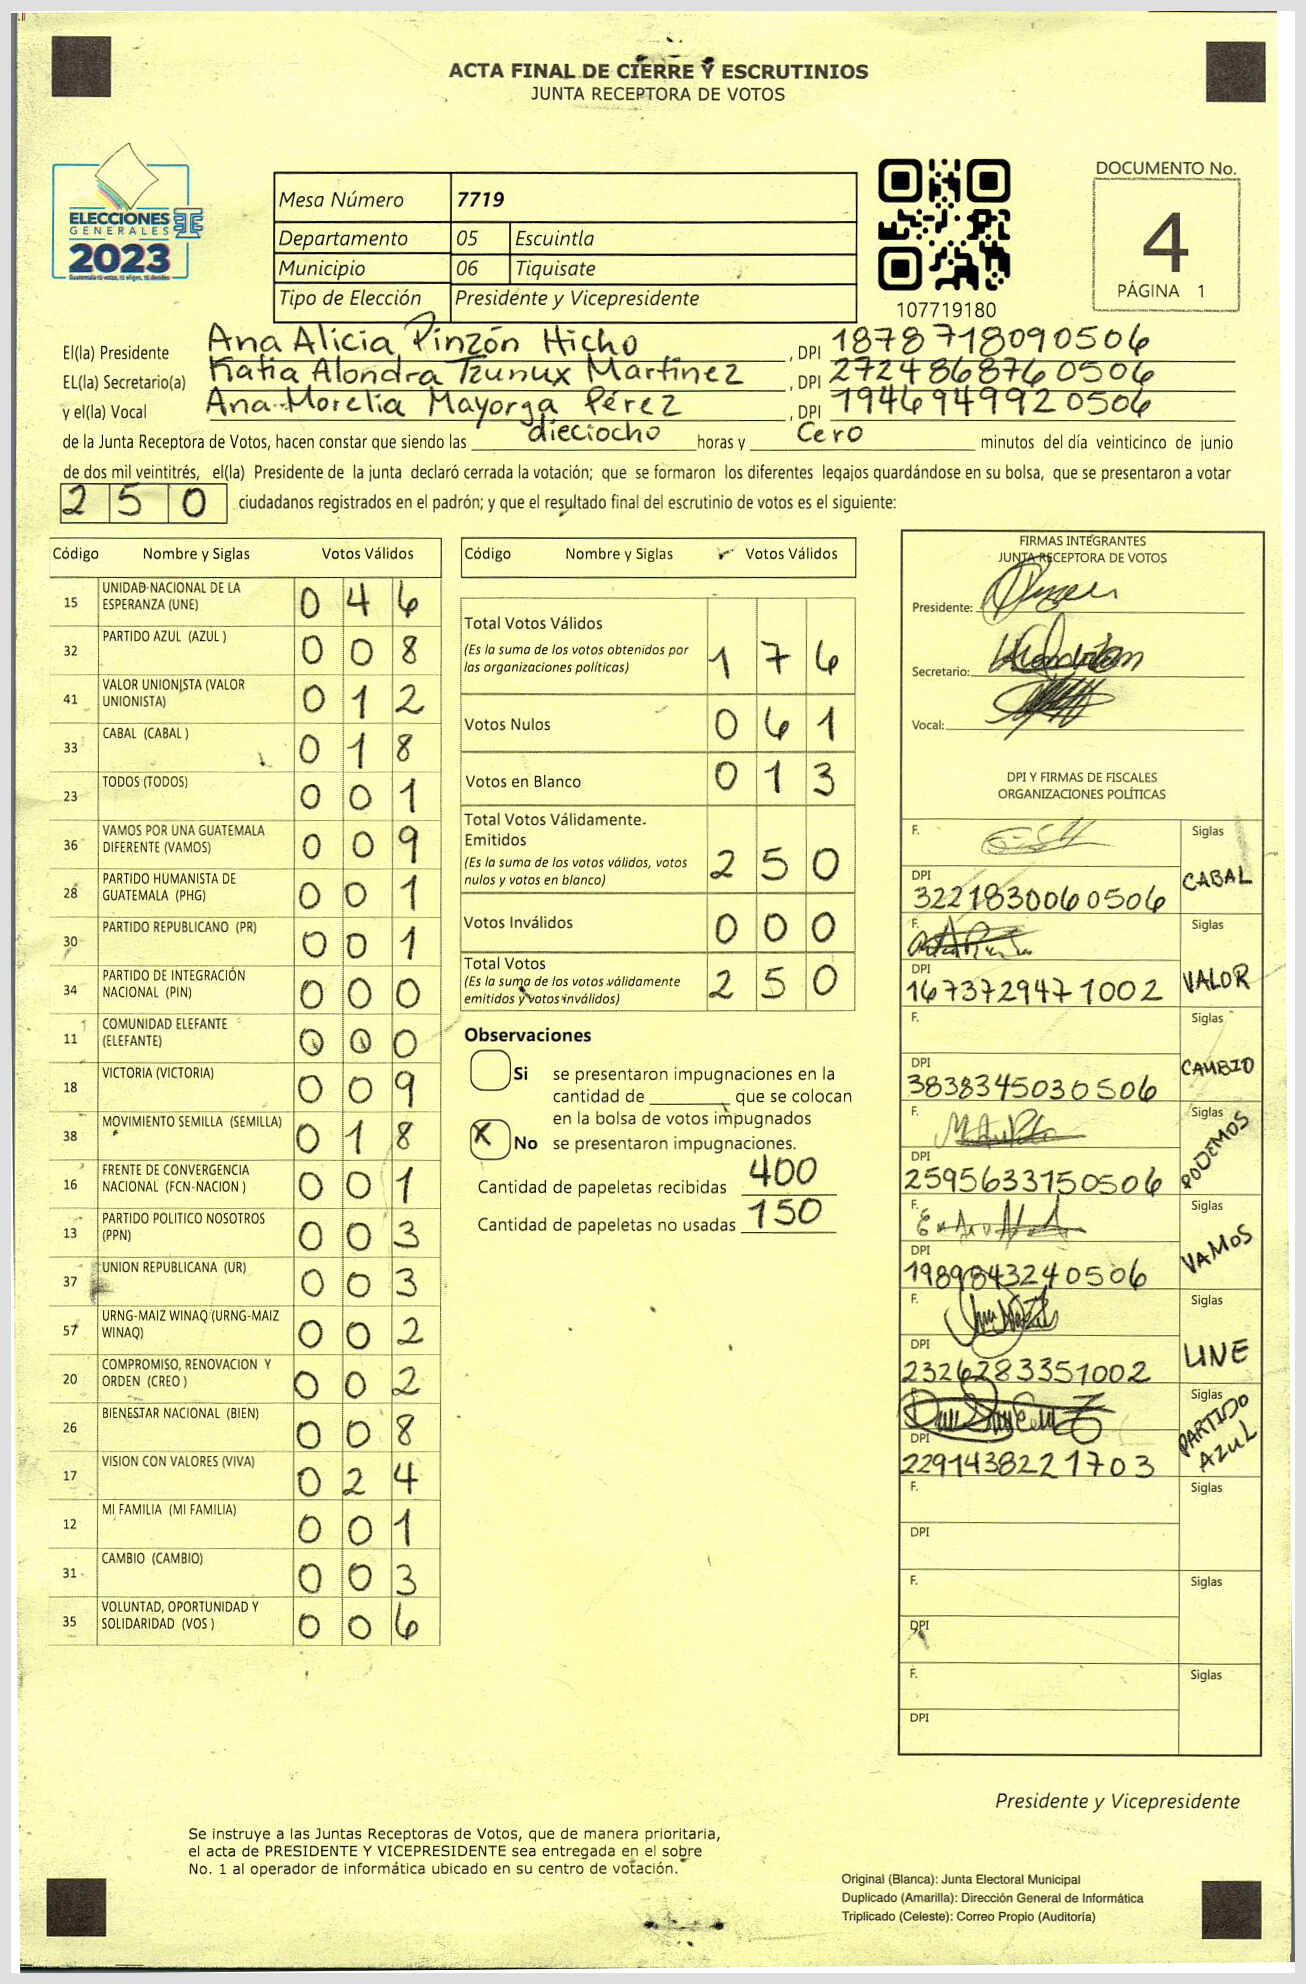 ACTA FINAL DE CIERRE Y ESCRUTINIOS
JUNTA RECEPTORA DE VOTOS
ELECCIONES
GENERALES
2023
Mesa Número 7719
Departamento 05 Escuintla
Municipio 06 Tiquisate
Tipo de Elección Presidente y Vicepresidente
107719180
DOCUMENTO No.
4
PÁGINA 1
El(la) Presidente Ana Alicia Pinzón Hicho , DPI 1878718090506
EL(la) Secretario(a) Katia Alondra Tzunux Martinez , DPI 2724868760506
y el(la) Vocal Ana Morelia Mayorga Pérez , DPI 1946949920506
de la Junta Receptora de Votos, hacen constar que siendo las dieciocho horas y Cero minutos del día veinticinco de junio
de dos mil veintitrés, el(la) Presidente de la junta declaró cerrada la votación; que se formaron los diferentes legajos guardándose en su bolsa, que se presentaron a votar
250 ciudadanos registrados en el padrón; y que el resultado final del escrutinio de votos es el siguiente:
Código Nombre y Siglas Votos Válidos
15 UNIDAD NACIONAL DE LA ESPERANZA (UNE) 0 4 6
32 PARTIDO AZUL (AZUL ) 0 0 8
41 VALOR UNIONISTA (VALOR UNIONISTA) 0 1 2
33 CABAL (CABAL ) 0 1 8
23 TODOS (TODOS) 0 0 1
36 VAMOS POR UNA GUATEMALA DIFERENTE (VAMOS) 0 0 9
28 PARTIDO HUMANISTA DE GUATEMALA (PHG) 0 0 1
30 PARTIDO REPUBLICANO (PR) 0 0 1
34 PARTIDO DE INTEGRACIÓN NACIONAL (PIN) 0 0 0
11 COMUNIDAD ELEFANTE (ELEFANTE) 0 0 0
18 VICTORIA (VICTORIA) 0 0 9
38 MOVIMIENTO SEMILLA (SEMILLA) 0 1 8
16 FRENTE DE CONVERGENCIA NACIONAL (FCN-NACION ) 0 0 1
13 PARTIDO POLITICO NOSOTROS (PPN) 0 0 3
37 UNION REPUBLICANA (UR) 0 0 3
57 URNG-MAIZ WINAQ (URNG-MAIZ WINAQ) 0 0 2
20 COMPROMISO, RENOVACION Y ORDEN (CREO ) 0 0 2
26 BIENESTAR NACIONAL (BIEN) 0 0 8
17 VISION CON VALORES (VIVA) 0 2 4
12 MI FAMILIA (MI FAMILIA) 0 0 1
31 CAMBIO (CAMBIO) 0 0 3
35 VOLUNTAD, OPORTUNIDAD Y SOLIDARIDAD (VOS ) 0 0 6
Código Nombre y Siglas Votos Válidos
Total Votos Válidos
(Es la suma de los votos obtenidos por
las organizaciones políticas) 1 7 6
Votos Nulos 0 6 1
Votos en Blanco 0 1 3
Total Votos Válidamente Emitidos
(Es la suma de los votos válidos, votos
nulos y votos en blanco) 2 5 0
Votos Inválidos 0 0 0
Total Votos
(Es la suma de los votos válidamente
emitidos y votos inválidos) 2 5 0
Observaciones
Si se presentaron impugnaciones en la
cantidad de ________ que se colocan
en la bolsa de votos impugnados
X No se presentaron impugnaciones.
Cantidad de papeletas recibidas 400
Cantidad de papeletas no usadas 150
FIRMAS INTEGRANTES
JUNTA RECEPTORA DE VOTOS
Presidente:
Secretario:
Vocal:
DPI Y FIRMAS DE FISCALES
ORGANIZACIONES POLÍTICAS
F. Siglas
DPI 3221830060506 CABAL
F. Siglas
DPI 1673729471002 VALOR
F. Siglas
DPI 3838345030506 CAMBIO
F. Siglas
DPI 2595633150506 PODEMOS
F. Siglas
DPI 1989843240506 VAMOS
F. Siglas
DPI 2326283351002 UNE
Siglas
DPI 2291438221703 PARTIDO AZUL
F. Siglas
DPI
F. Siglas
DPI
F. Siglas
DPI
Presidente y Vicepresidente
Se instruye a las Juntas Receptoras de Votos, que de manera prioritaria,
el acta de PRESIDENTE Y VICEPRESIDENTE sea entregada en el sobre
No. 1 al operador de informática ubicado en su centro de votación.
Original (Blanca): Junta Electoral Municipal
Duplicado (Amarilla): Dirección General de Informática
Triplicado (Celeste): Correo Propio (Auditoría)